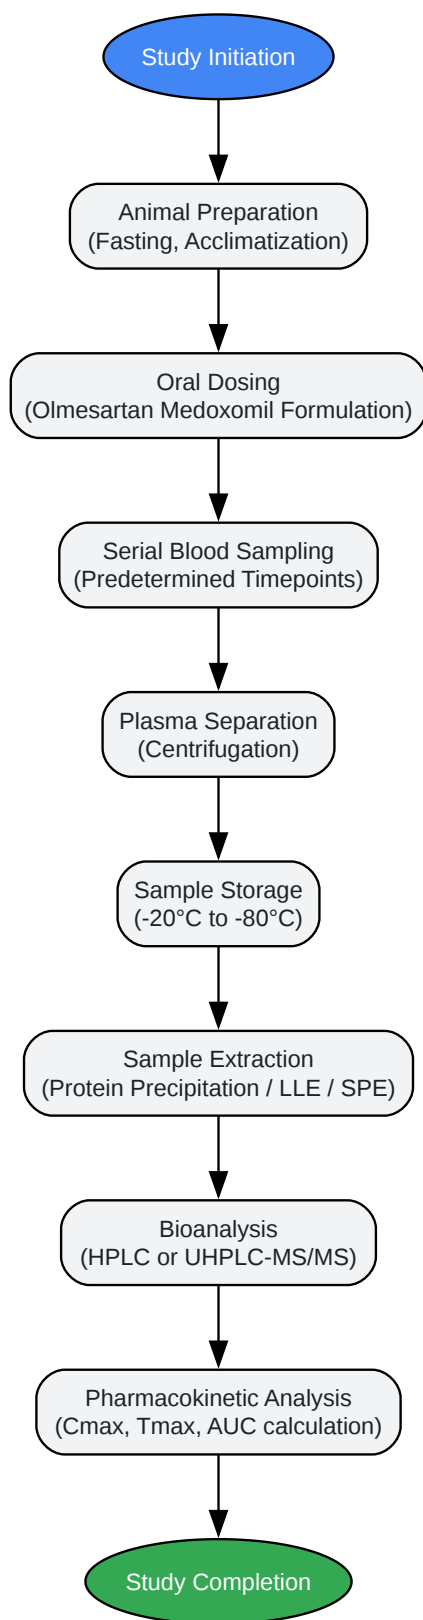 Study Initiation
Animal Preparation
(Fasting, Acclimatization)
Oral Dosing
(Olmesartan Medoxomil Formulation)
Serial Blood Sampling
(Predetermined Timepoints)
Plasma Separation
(Centrifugation)
Sample Storage
(-20°C to -80°C)
Sample Extraction
(Protein Precipitation / LLE / SPE)
Bioanalysis
(HPLC or UHPLC-MS/MS)
Pharmacokinetic Analysis
(Cmax, Tmax, AUC calculation)
Study Completion